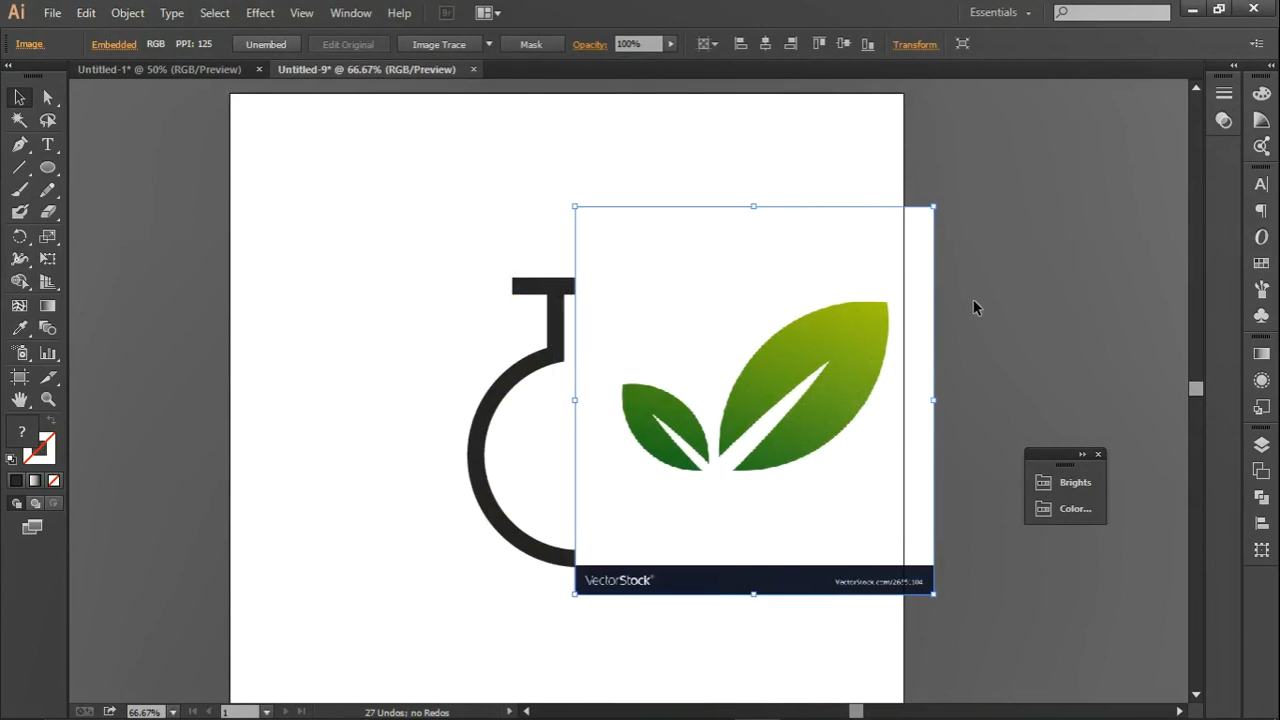 Ai File Edit Object Type Select Effect View Window Help Br Essentials
Image Embedded RGB PPI: 125 Unembed Edit Original Image Trace Mask Opacity: 100% Transform
Untitled-1* @ 50% (RGB/Preview) × Untitled-9* @ 66.67% (RGB/Preview) ×
?
Brights
Color...
VectorStock®
66.67% 1 27 Undos; no Redos